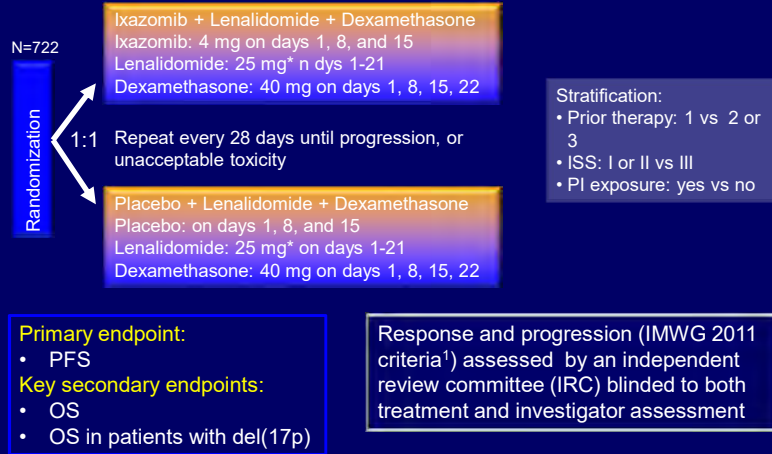 Ixazomib + Lenalidomide + Dexamethasone
Ixazomib: 4 mg on days 1, 8, and 15
Lenalidomide: 25 mg* n dys 1-21
Dexamethasone: 40 mg on days 1, 8, 15, 22
N=722
Randomization
1:1
Repeat every 28 days until progression, or
unacceptable toxicity
Placebo + Lenalidomide + Dexamethasone
Placebo: on days 1, 8, and 15
Lenalidomide: 25 mg* on days 1-21
Dexamethasone: 40 mg on days 1, 8, 15, 22
Stratification:
• Prior therapy: 1 vs 2 or
3
• ISS: I or II vs III
• PI exposure: yes vs no
Primary endpoint:
• PFS
Key secondary endpoints:
• OS
• OS in patients with del(17p)
Response and progression (IMWG 2011
criteria¹) assessed by an independent
review committee (IRC) blinded to both
treatment and investigator assessment